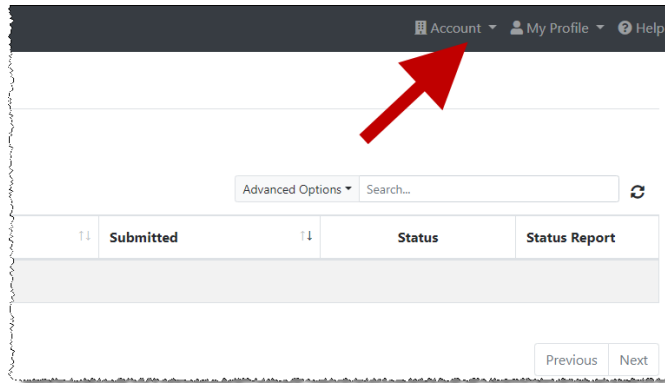 Account My Profile Help
Advanced Options Search...
Submitted Status Status Report
Previous Next